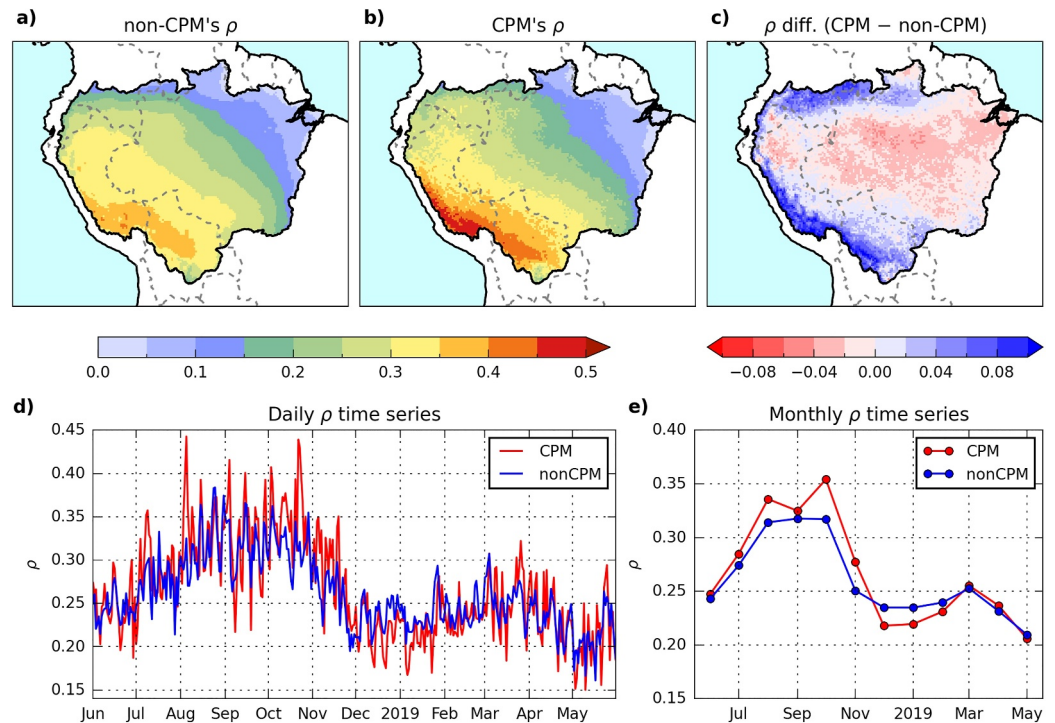 a) non-CPM's ρ
b) CPM's ρ
c) ρ diff. (CPM − non-CPM)
0.0 0.1 0.2 0.3 0.4 0.5
−0.08 −0.04 0.00 0.04 0.08
d) Daily ρ time series
0.45
0.40
0.35
0.30
0.25
0.20
0.15
ρ
CPM
nonCPM
Jun Jul Aug Sep Oct Nov Dec 2019 Feb Mar Apr May
e) Monthly ρ time series
0.40
0.35
0.30
0.25
0.20
0.15
ρ
CPM
nonCPM
Jul Sep Nov 2019 Mar May